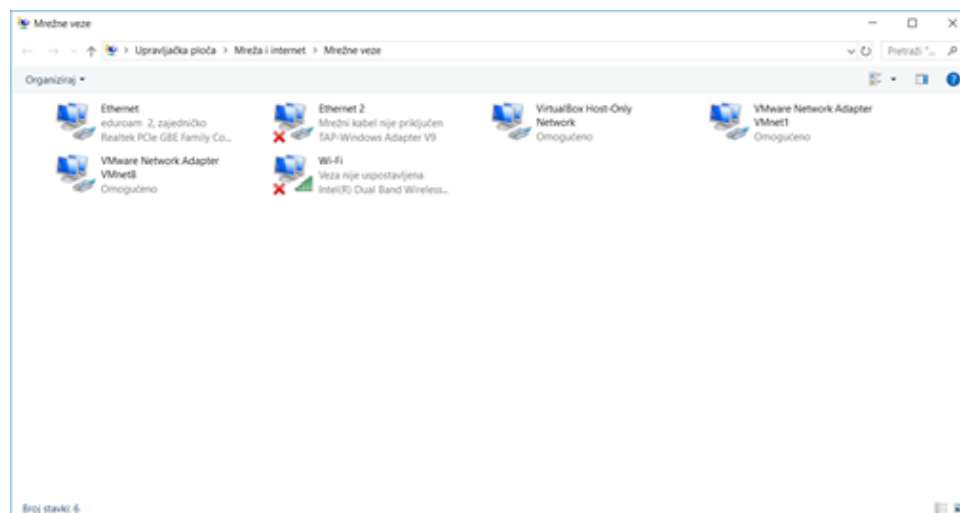 Mrežne veze
Upravljačka ploča > Mreža i internet > Mrežne veze
Pretraži "...
Organiziraj
Ethernet
eduroam 2, zajedničko
Realtek PCIe GBE Family Co...
Ethernet 2
Mrežni kabel nije priključen
TAP-Windows Adapter V9
VirtualBox Host-Only
Network
Omogućeno
VMware Network Adapter
VMnet1
Omogućeno
VMware Network Adapter
VMnet8
Omogućeno
Wi-Fi
Veza nije uspostavljena
Intel(R) Dual Band Wireless...
Broj stavki: 6